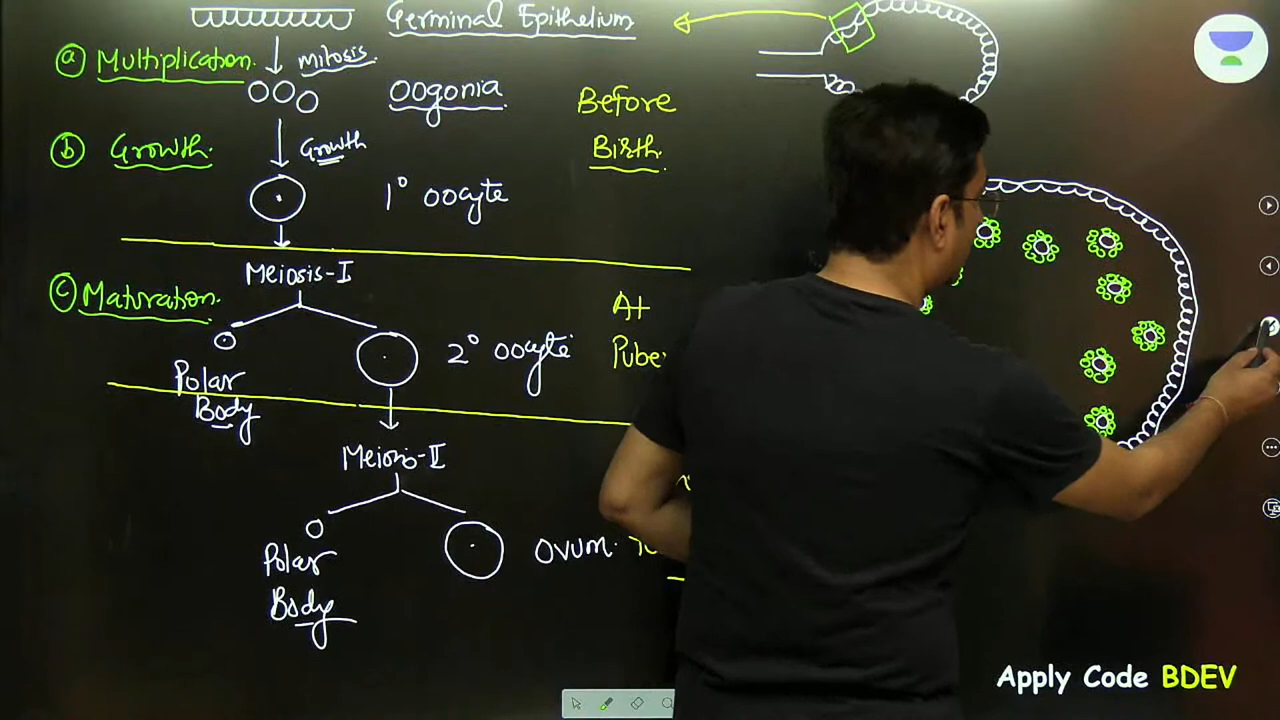 Germinal Epithelium
(a) Multiplication.
mitosis.
Oogonia
Before
Birth.
(b) Growth.
Growth
1° oocyte
Meiosis-I
(c) Maturation.
At
2° oocyte
Polar
Body
Meiosis-II
Polar
Body
Ovum.
Apply Code BDEV